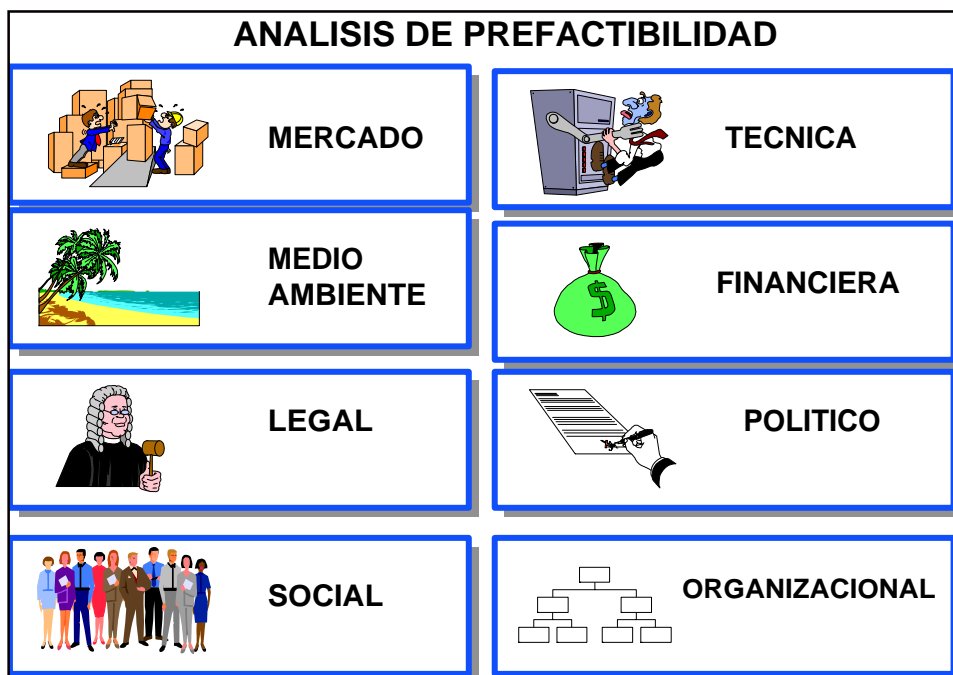 ANALISIS DE PREFACTIBILIDAD
MERCADO
TECNICA
MEDIO
AMBIENTE
FINANCIERA
$
LEGAL
POLITICO
SOCIAL
ORGANIZACIONAL